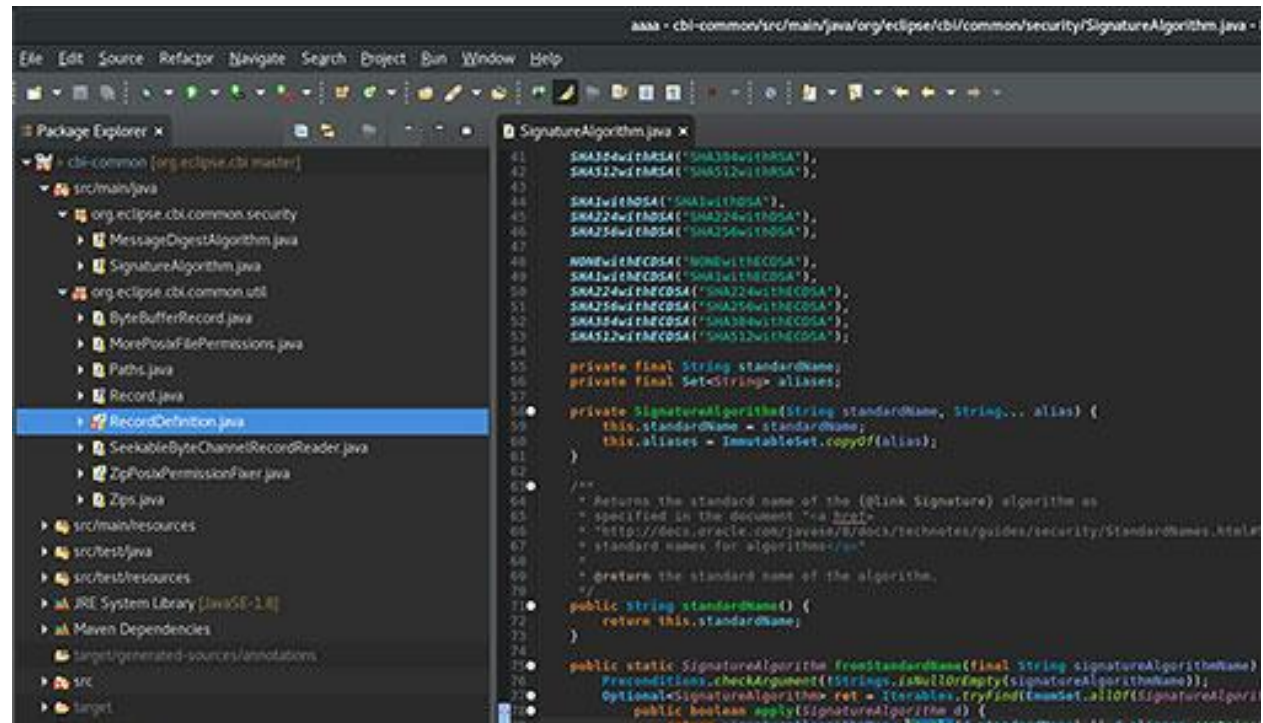 aaaa - cbi-common/src/main/java/org/eclipse/cbi/common/security/SignatureAlgorithm.java -
File Edit Source Refactor Navigate Search Project Run Window Help
Package Explorer
cbi-common [org.eclipse.cbi master]
src/main/java
org.eclipse.cbi.common.security
MessageDigestAlgorithm.java
SignatureAlgorithm.java
org.eclipse.cbi.common.util
ByteBufferRecord.java
MorePosixFilePermissions.java
Paths.java
Record.java
RecordDefinition.java
SeekableByteChannelRecordReader.java
ZipPosixPermissionFixer.java
Zips.java
src/main/resources
src/test/java
src/test/resources
JRE System Library [JavaSE-1.8]
Maven Dependencies
target/generated-sources/annotations
src
target
SignatureAlgorithm.java
41 SHA384withRSA("SHA384withRSA"),
42 SHA512withRSA("SHA512withRSA"),
43
44 SHA1withDSA("SHA1withDSA"),
45 SHA224withDSA("SHA224withDSA"),
46 SHA256withDSA("SHA256withDSA"),
47
48 NONEwithECDSA("NONEwithECDSA"),
49 SHA1withECDSA("SHA1withECDSA"),
50 SHA224withECDSA("SHA224withECDSA"),
51 SHA256withECDSA("SHA256withECDSA"),
52 SHA384withECDSA("SHA384withECDSA"),
53 SHA512withECDSA("SHA512withECDSA");
54
55 private final String standardName;
56 private final Set<String> aliases;
57
58 private SignatureAlgorithm(String standardName, String... alias) {
59 this.standardName = standardName;
60 this.aliases = ImmutableSet.copyOf(alias);
61 }
62
63 /**
64 * Returns the standard name of the {@link Signature} algorithm as
65 * specified in the document "<a href=
66 * "http://docs.oracle.com/javase/8/docs/technotes/guides/security/StandardNames.html#
67 * standard names for algorithms</a>"
68 *
69 * @return the standard name of the algorithm.
70 */
71 public String standardName() {
72 return this.standardName;
73 }
74
75 public static SignatureAlgorithm fromStandardName(final String signatureAlgorithmName)
76 Preconditions.checkArgument(!Strings.isNullOrEmpty(signatureAlgorithmName));
77 Optional<SignatureAlgorithm> ret = Iterables.tryFind(EnumSet.allOf(SignatureAlgorit
78 public boolean apply(SignatureAlgorithm d) {